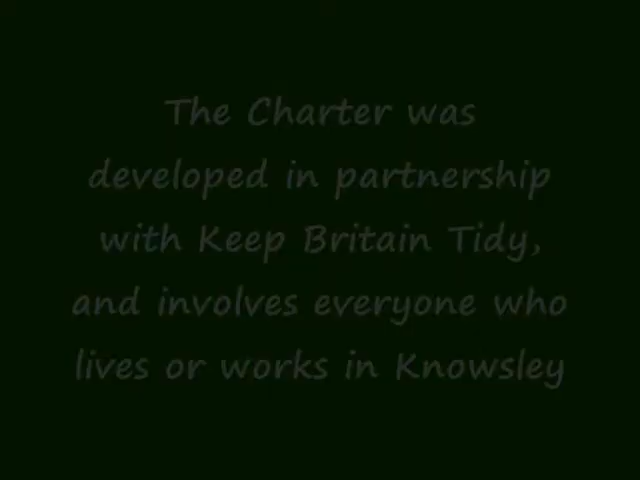 The Charter was
developed in partnership
with Keep Britain Tidy,
and involves everyone who
lives or works in Knowsley